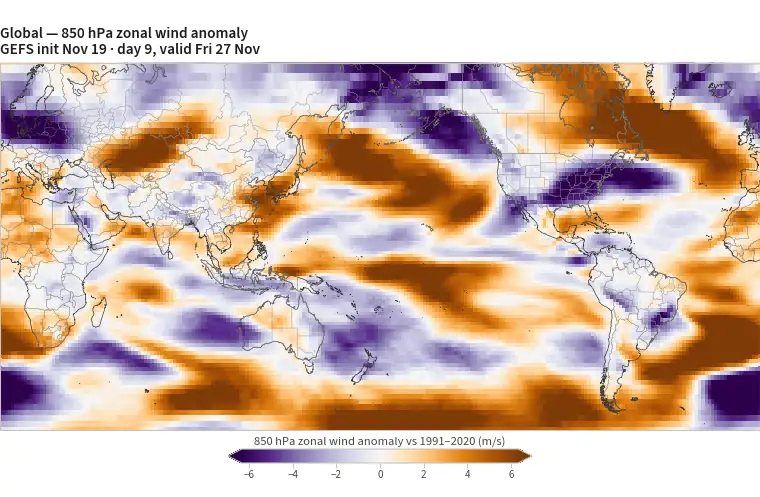 Global — 850 hPa zonal wind anomaly
GEFS init Nov 19 · day 9, valid Fri 27 Nov
850 hPa zonal wind anomaly vs 1991–2020 (m/s)
−6 −4 −2 0 2 4 6